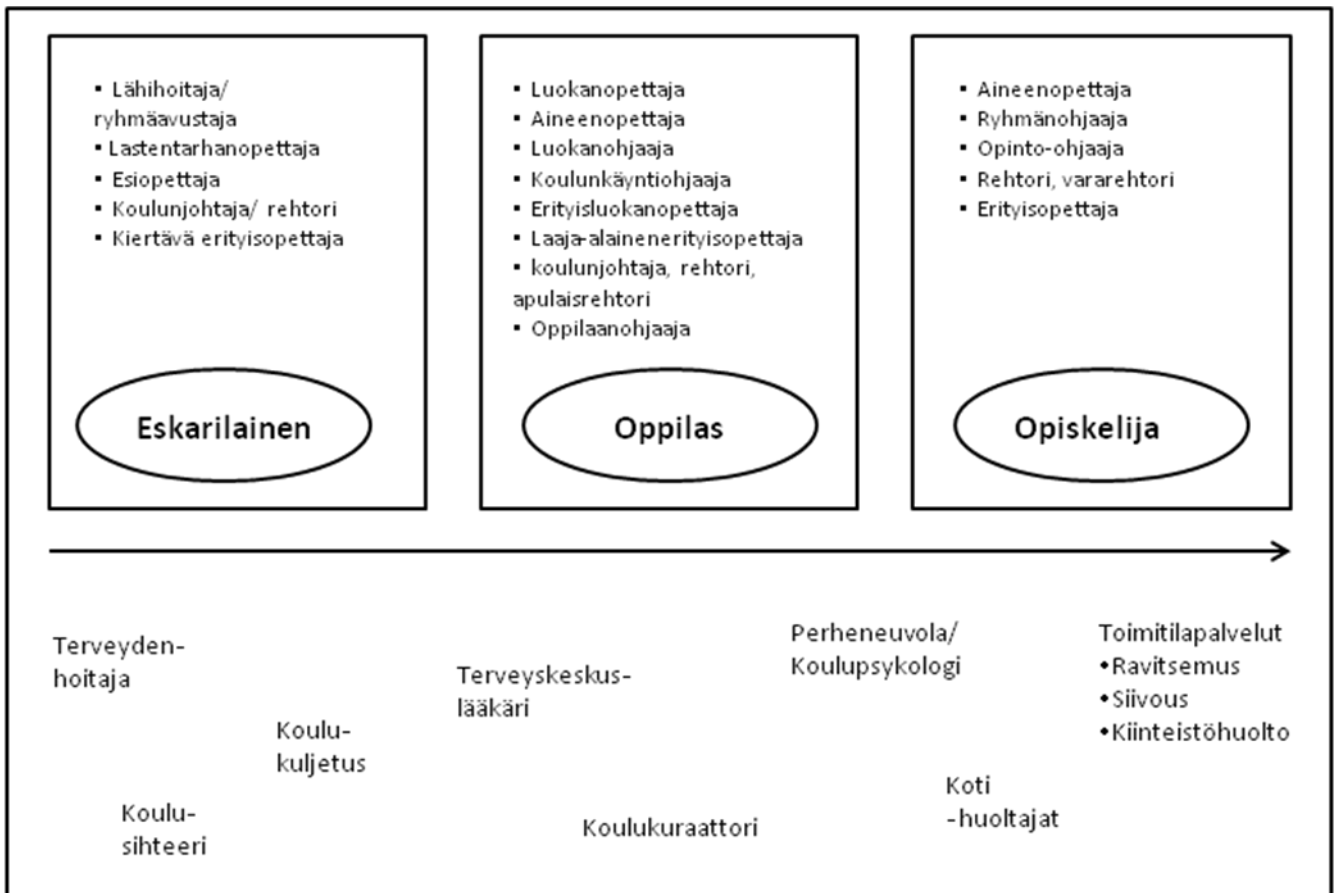 ▪ Lähihoitaja/
ryhmäavustaja
▪ Lastentarhanopettaja
▪ Esiopettaja
▪ Koulunjohtaja/ rehtori
▪ Kiertävä erityisopettaja
Eskarilainen
▪ Luokanopettaja
▪ Aineenopettaja
▪ Luokanohjaaja
▪ Koulunkäyntiohjaaja
▪ Erityisluokanopettaja
▪ Laaja-alainenerityisopettaja
▪ koulunjohtaja, rehtori,
apulaisrehtori
▪ Oppilaanohjaaja
Oppilas
▪ Aineenopettaja
▪ Ryhmänohjaaja
▪ Opinto-ohjaaja
▪ Rehtori, vararehtori
▪ Erityisopettaja
Opiskelija
Terveyden-
hoitaja
Koulu-
kuljetus
Koulu-
sihteeri
Terveyskeskus-
lääkäri
Koulukuraattori
Perheneuvola/
Koulupsykologi
Koti
-huoltajat
Toimitilapalvelut
•Ravitsemus
•Siivous
•Kiinteistöhuolto